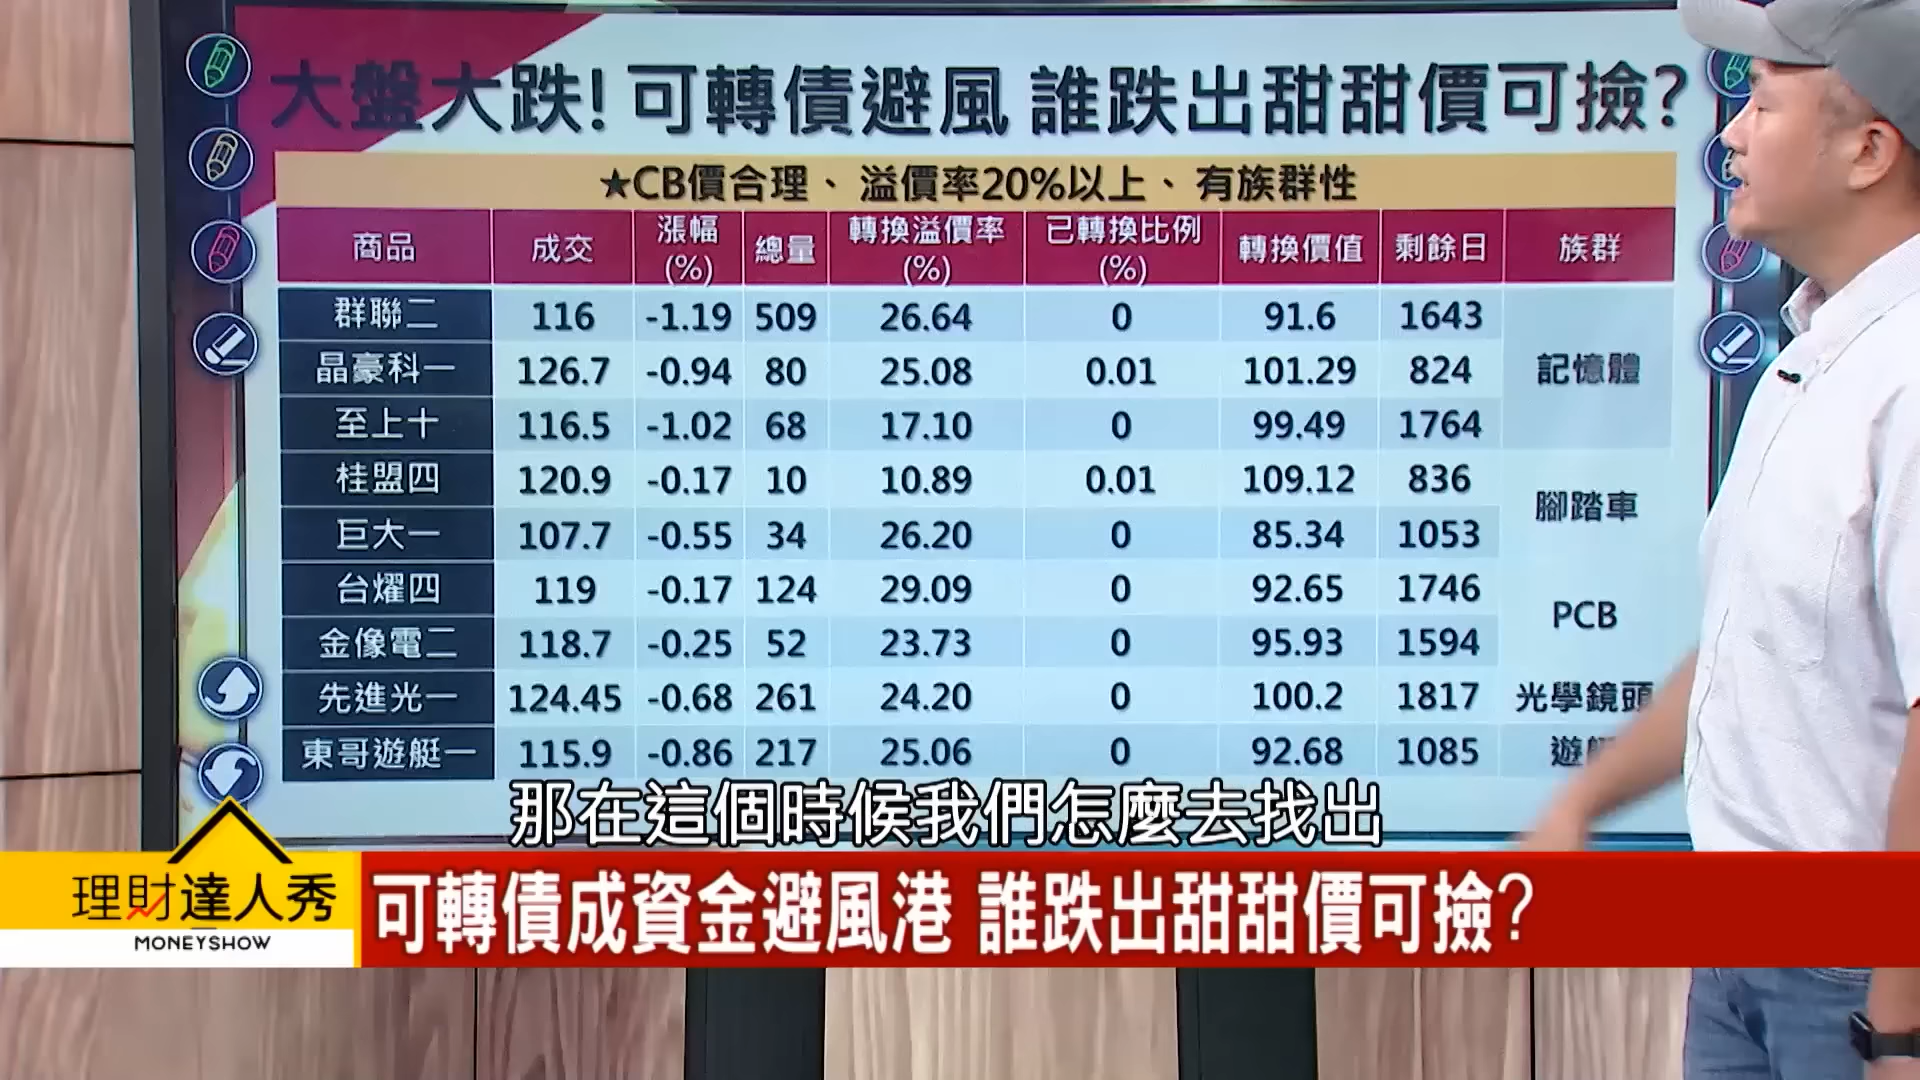 大盤大跌! 可轉債避風 誰跌出甜甜價可撿?
★CB價合理、溢價率20%以上、有族群性
商品 成交 漲幅(%) 總量 轉換溢價率(%) 已轉換比例(%) 轉換價值 剩餘日 族群
群聯二 116 -1.19 509 26.64 0 91.6 1643
晶豪科一 126.7 -0.94 80 25.08 0.01 101.29 824 記憶體
至上十 116.5 -1.02 68 17.10 0 99.49 1764
桂盟四 120.9 -0.17 10 10.89 0.01 109.12 836 腳踏車
巨大一 107.7 -0.55 34 26.20 0 85.34 1053
台燿四 119 -0.17 124 29.09 0 92.65 1746 PCB
金像電二 118.7 -0.25 52 23.73 0 95.93 1594
先進光一 124.45 -0.68 261 24.20 0 100.2 1817 光學鏡頭
東哥遊艇一 115.9 -0.86 217 25.06 0 92.68 1085 遊
那在這個時候我們怎麼去找出
理財達人秀
MONEYSHOW
可轉債成資金避風港 誰跌出甜甜價可撿?